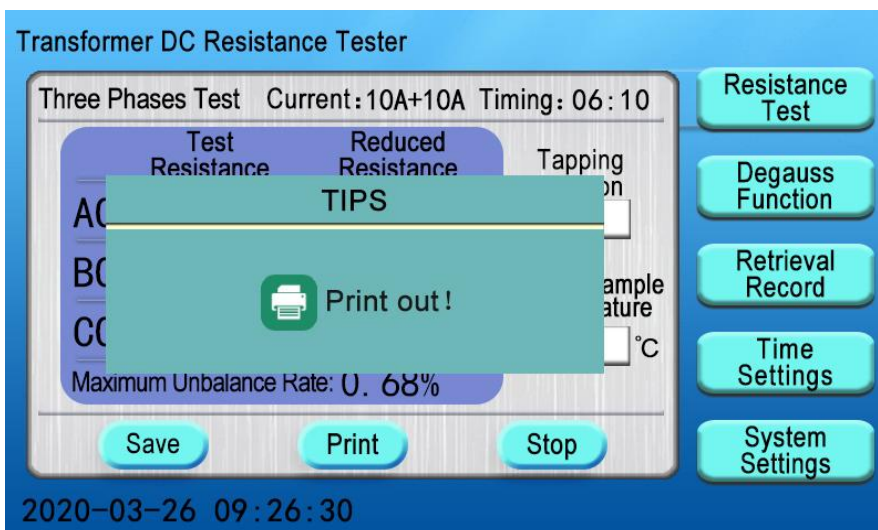 Transformer DC Resistance Tester
Three Phases Test Current:10A+10A Timing:06:10
Test
Resistance
Reduced
Resistance
Tapping
TIPS
Print out!
°C
Maximum Unbalance Rate: 0.68%
Save
Print
Stop
Resistance
Test
Degauss
Function
Retrieval
Record
Time
Settings
System
Settings
2020-03-26 09:26:30